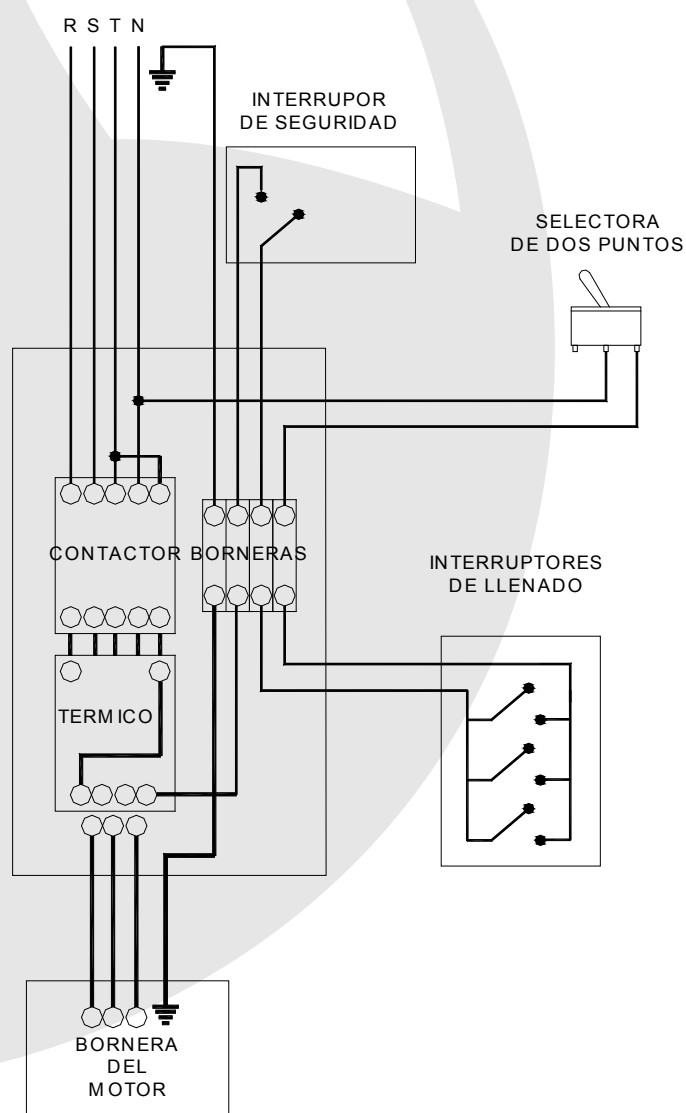 R S T N
INTERRUPOR
DE SEGURIDAD
SELECTORA
DE DOS PUNTOS
CONTACTOR
BORNERAS
INTERRUPTORES
DE LLENADO
TERMICO
BORNERA
DEL
MOTOR